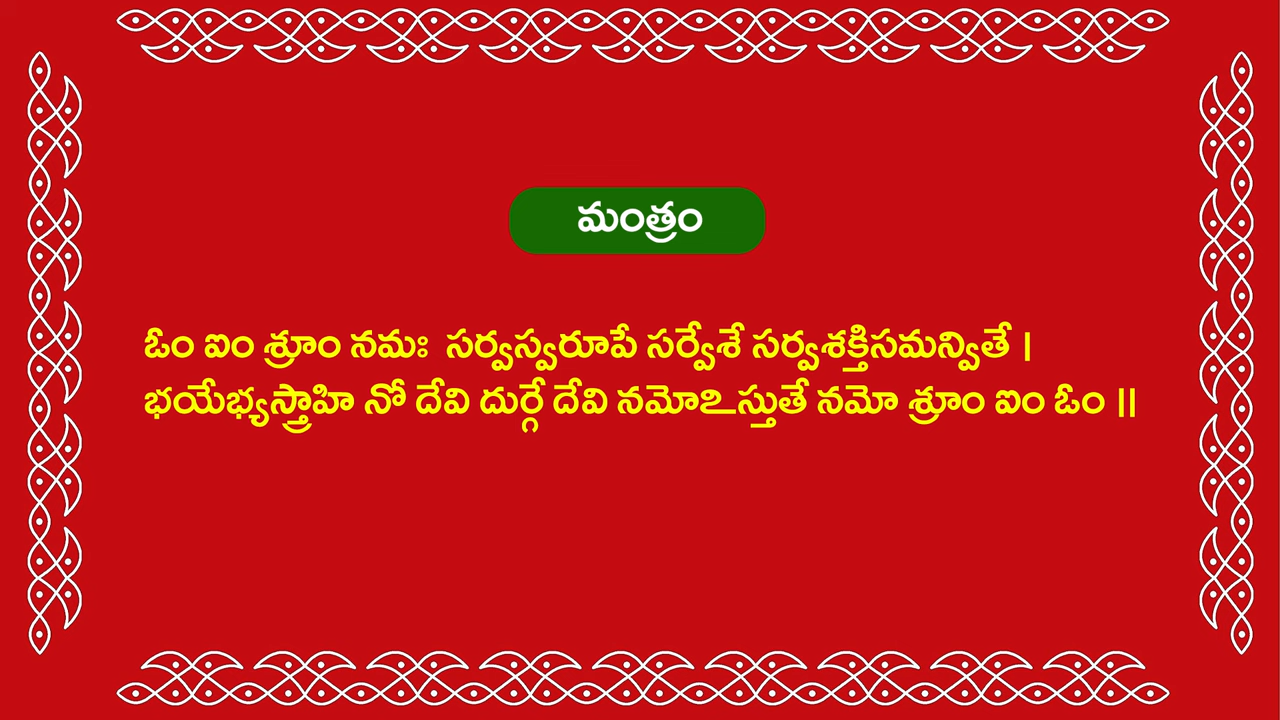 మంత్రం
ఓం ఐం శ్రూం నమః సర్వస్వరూపే సర్వేశే సర్వశక్తిసమన్వితే ।
భయేభ్యస్త్రాహి నో దేవి దుర్గే దేవి నమోఽస్తుతే నమో శ్రూం ఐం ఓం ॥